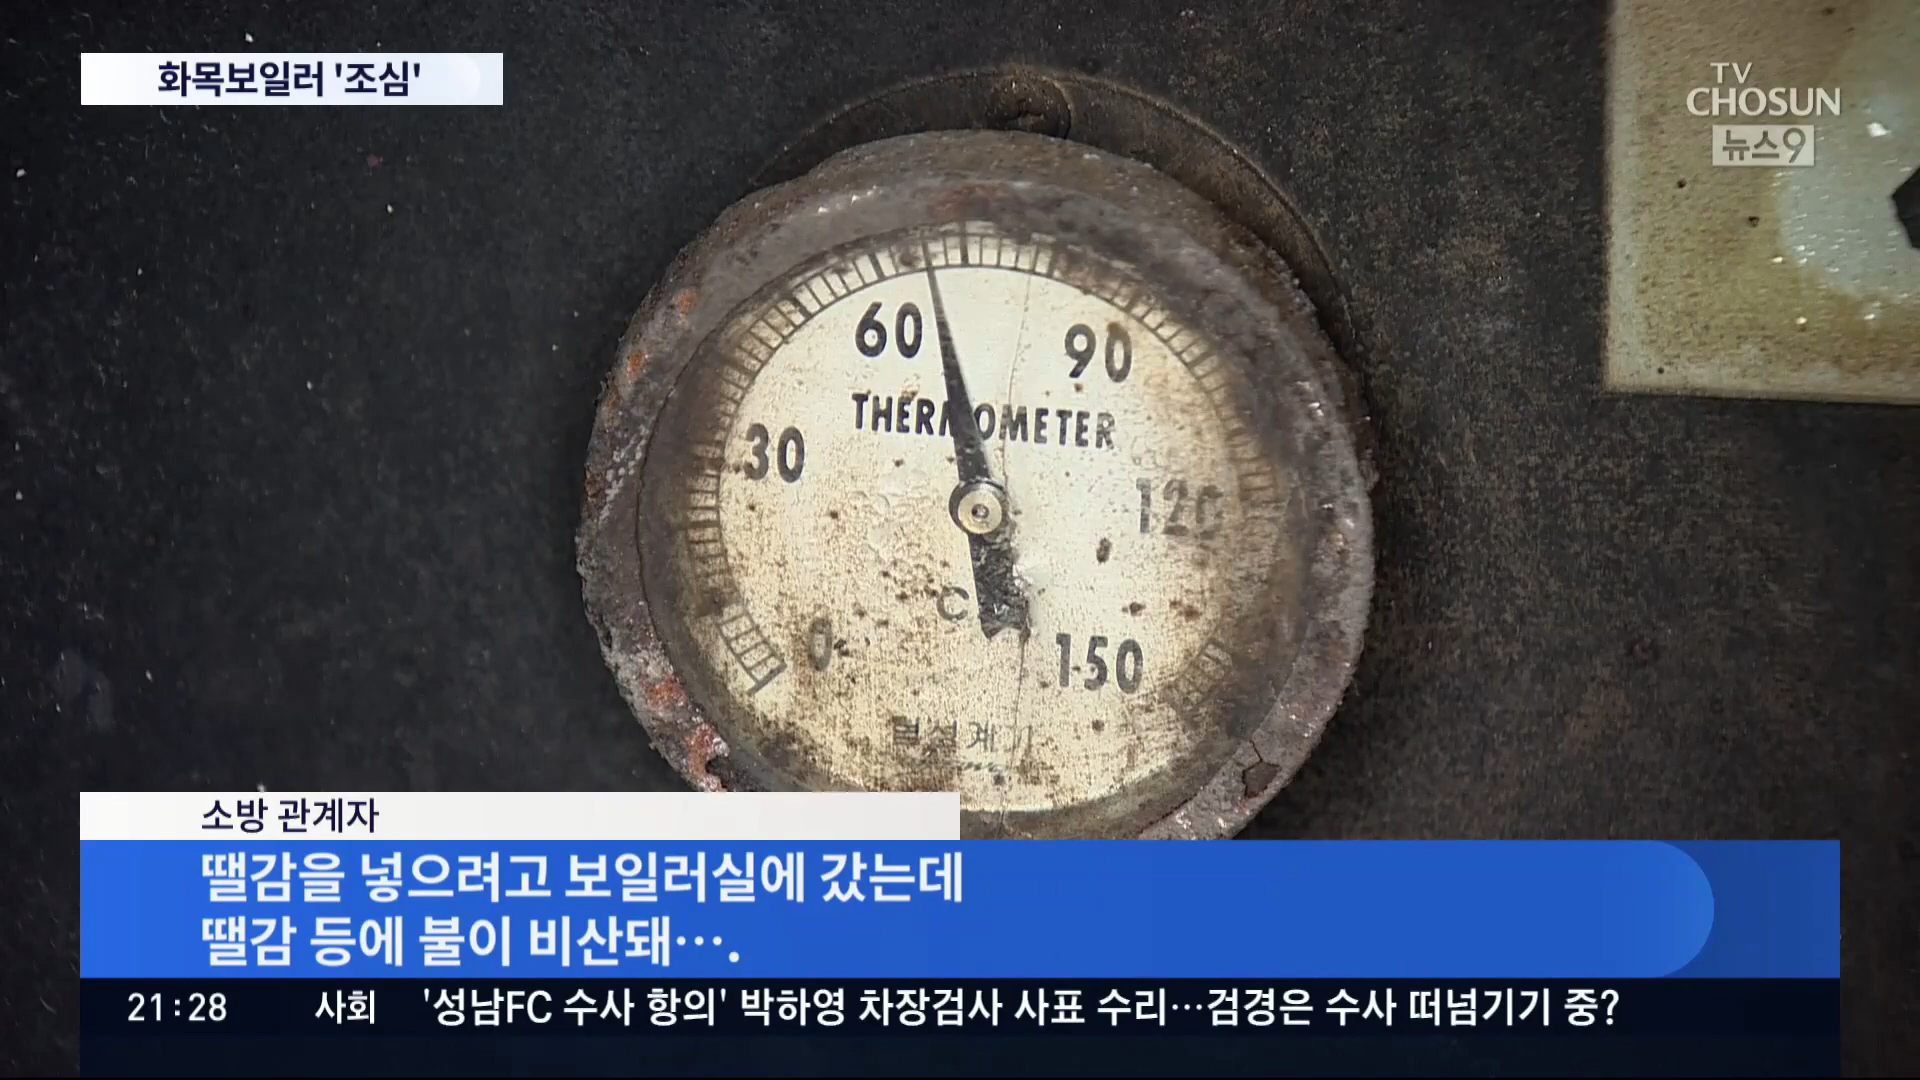 화목보일러 '조심'
TV
CHOSUN
뉴스9
60
90
THERMOMETER
30
120
C
0
150
소방 관계자
땔감을 넣으려고 보일러실에 갔는데
땔감 등에 불이 비산돼···.
21:28 사회 '성남FC 수사 항의' 박하영 차장검사 사표 수리···검경은 수사 떠넘기기 중?